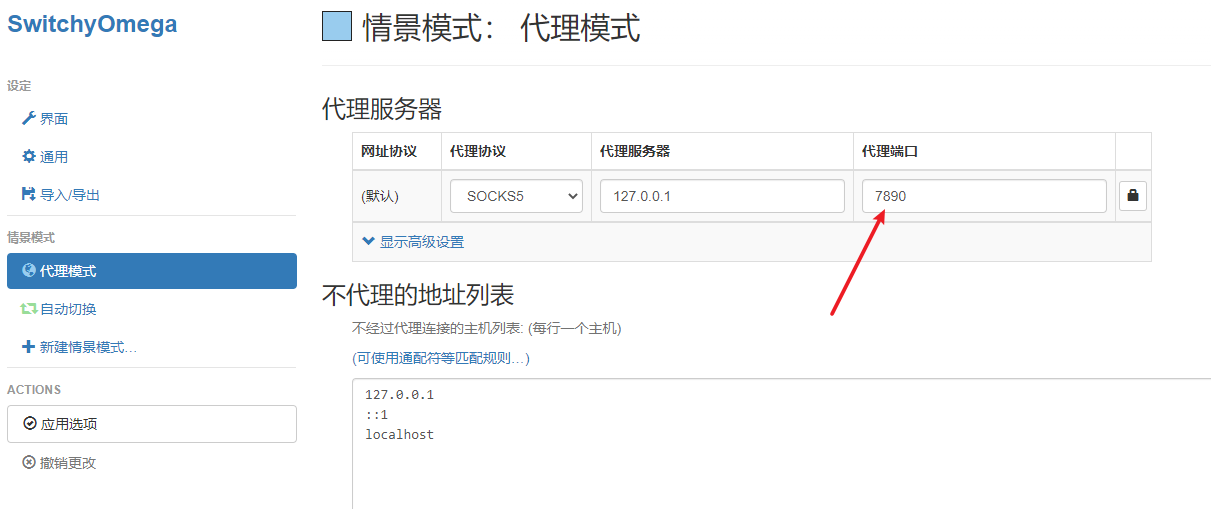 SwitchyOmega
设定
界面
通用
导入/导出
情景模式
代理模式
自动切换
新建情景模式…
ACTIONS
应用选项
撤销更改
情景模式： 代理模式
代理服务器
网址协议 代理协议 代理服务器 代理端口
(默认) SOCKS5 127.0.0.1 7890
显示高级设置
不代理的地址列表
不经过代理连接的主机列表: (每行一个主机)
(可使用通配符等匹配规则…)
127.0.0.1
::1
localhost